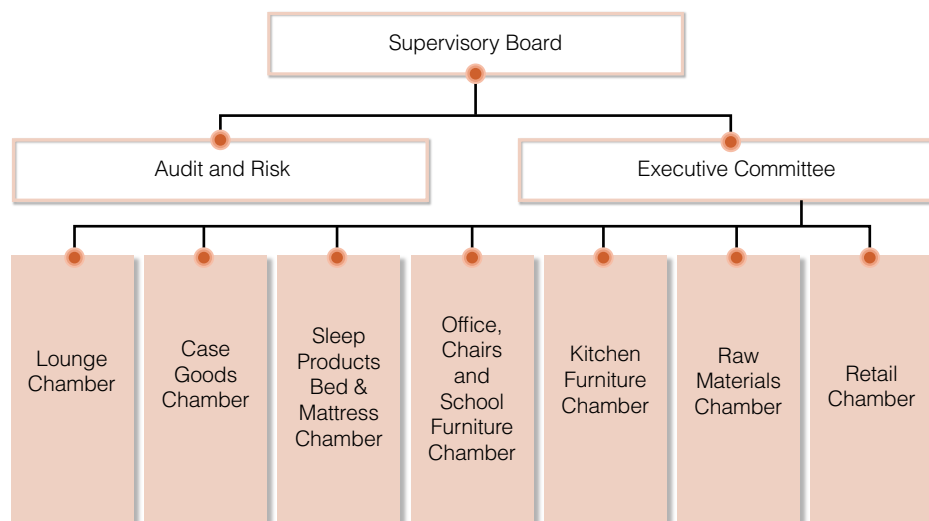 Supervisory Board
Audit and Risk
Executive Committee
Lounge
Chamber
Case
Goods
Chamber
Sleep
Products
Bed &
Mattress
Chamber
Office,
Chairs
and
School
Furniture
Chamber
Kitchen
Furniture
Chamber
Raw
Materials
Chamber
Retail
Chamber